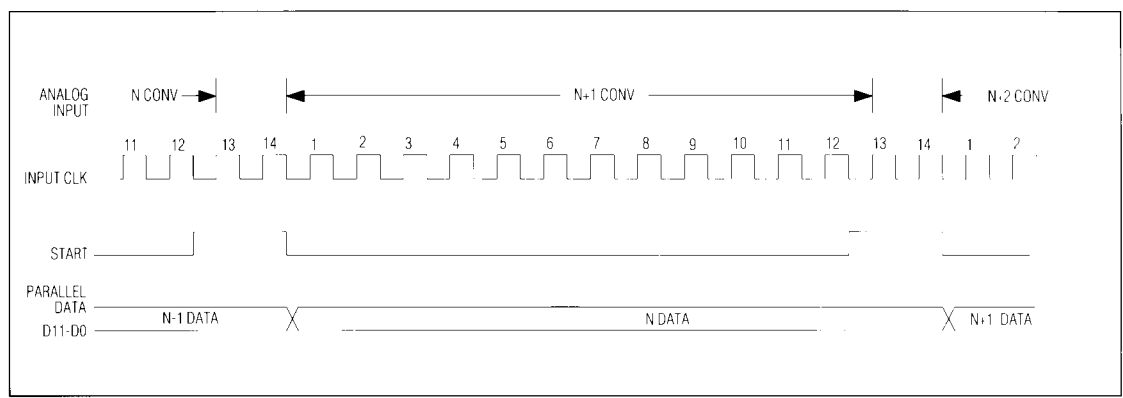 ANALOG
INPUT
N CONV
N+1 CONV
N+2 CONV
11 12 13 14 1 2 3 4 5 6 7 8 9 10 11 12 13 14 1 2
INPUT CLK
START
PARALLEL
DATA
D11-D0
N-1 DATA
N DATA
N+1 DATA